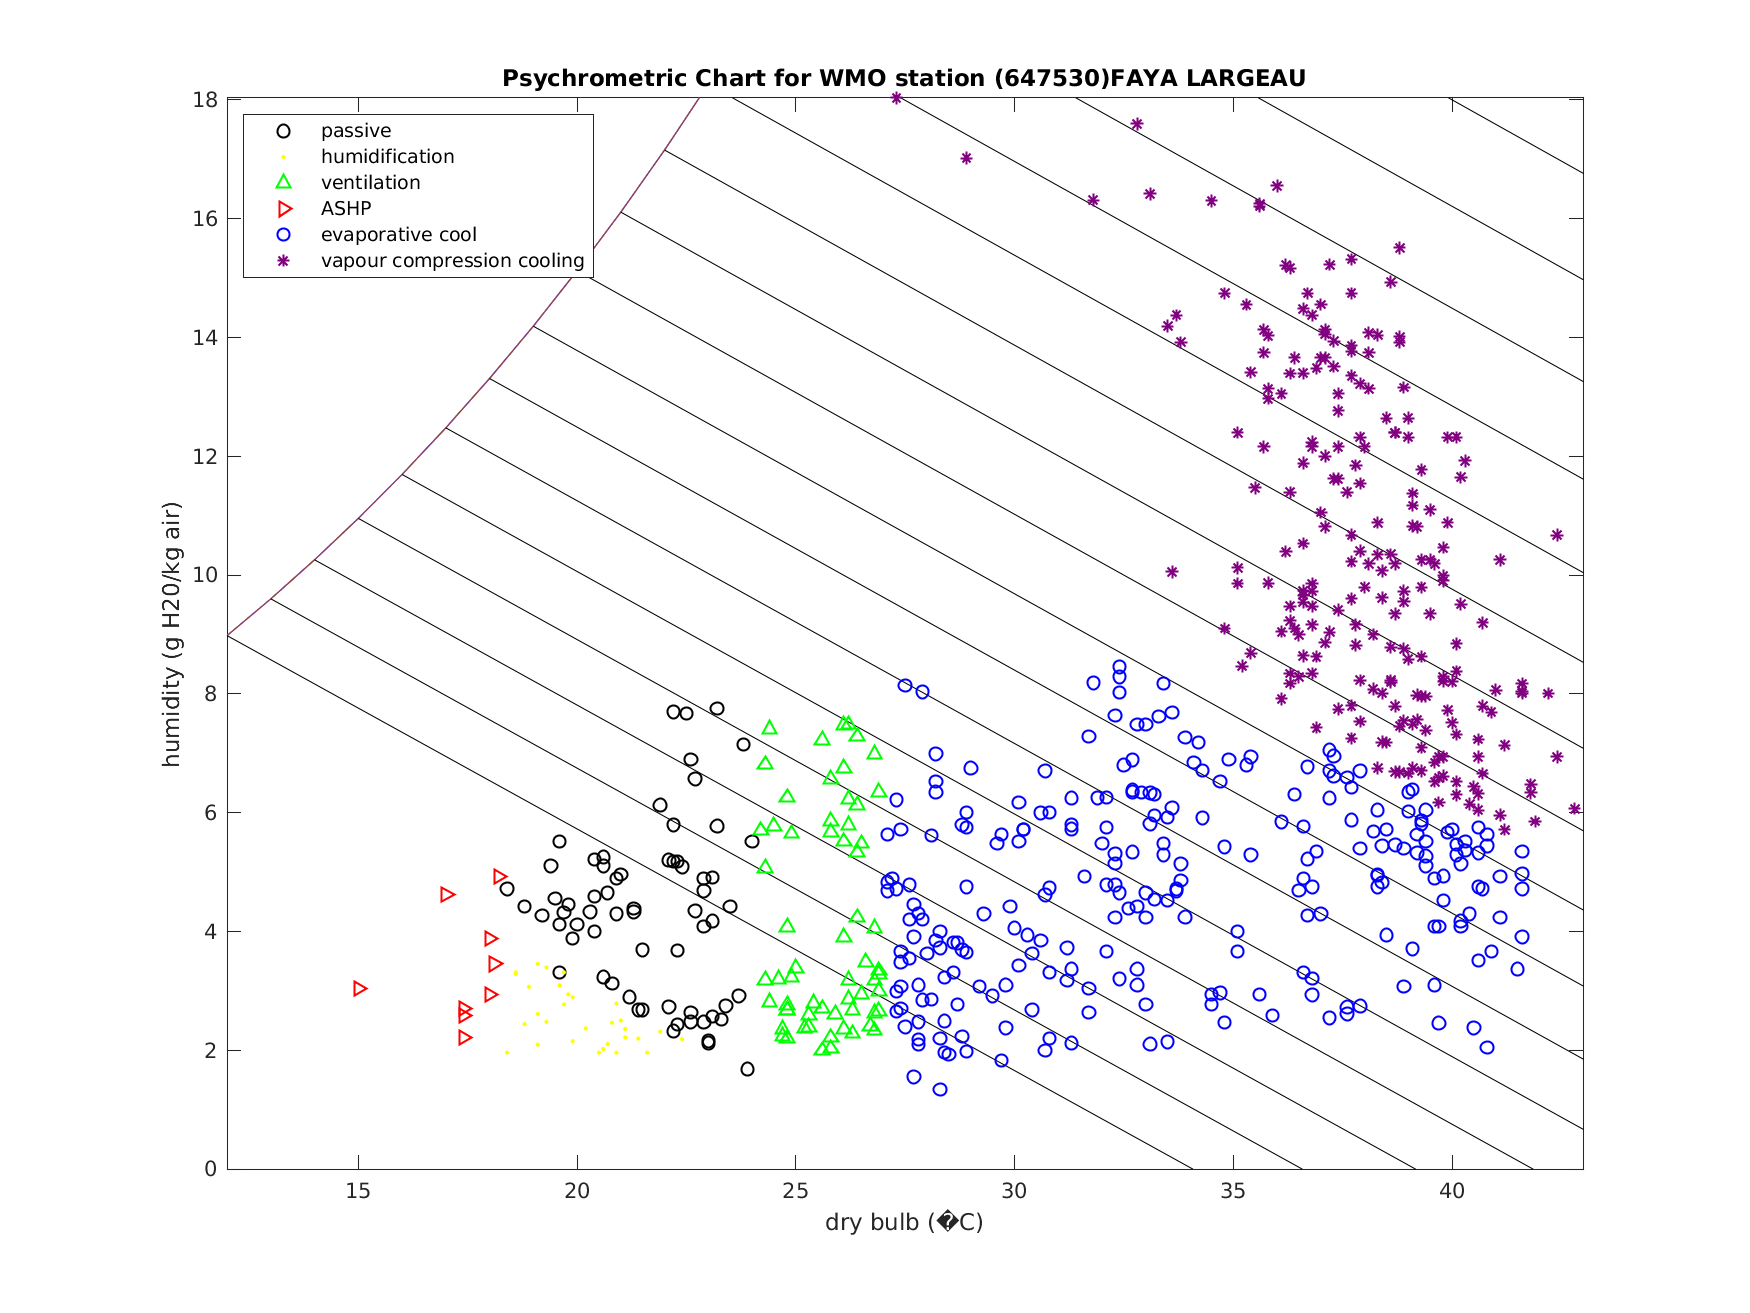 Psychrometric Chart for WMO station (647530)FAYA LARGEAU
passive
humidification
ventilation
ASHP
evaporative cool
vapour compression cooling
humidity (g H20/kg air)
18
16
14
12
10
8
6
4
2
0
15 20 25 30 35 40
dry bulb (�C)